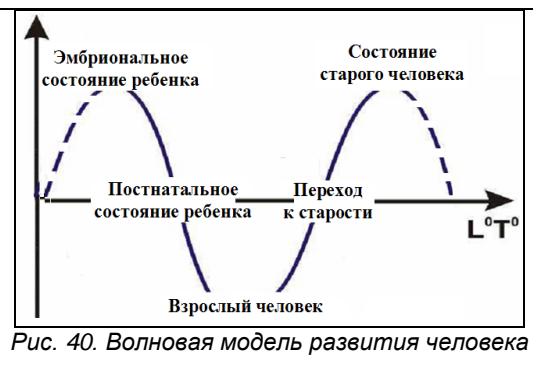 Эмбриональное
состояние ребенка
Состояние
старого человека
Постнатальное
состояние ребенка
Переход
к старости
L⁰T⁰
Взрослый человек
Рис. 40. Волновая модель развития человека